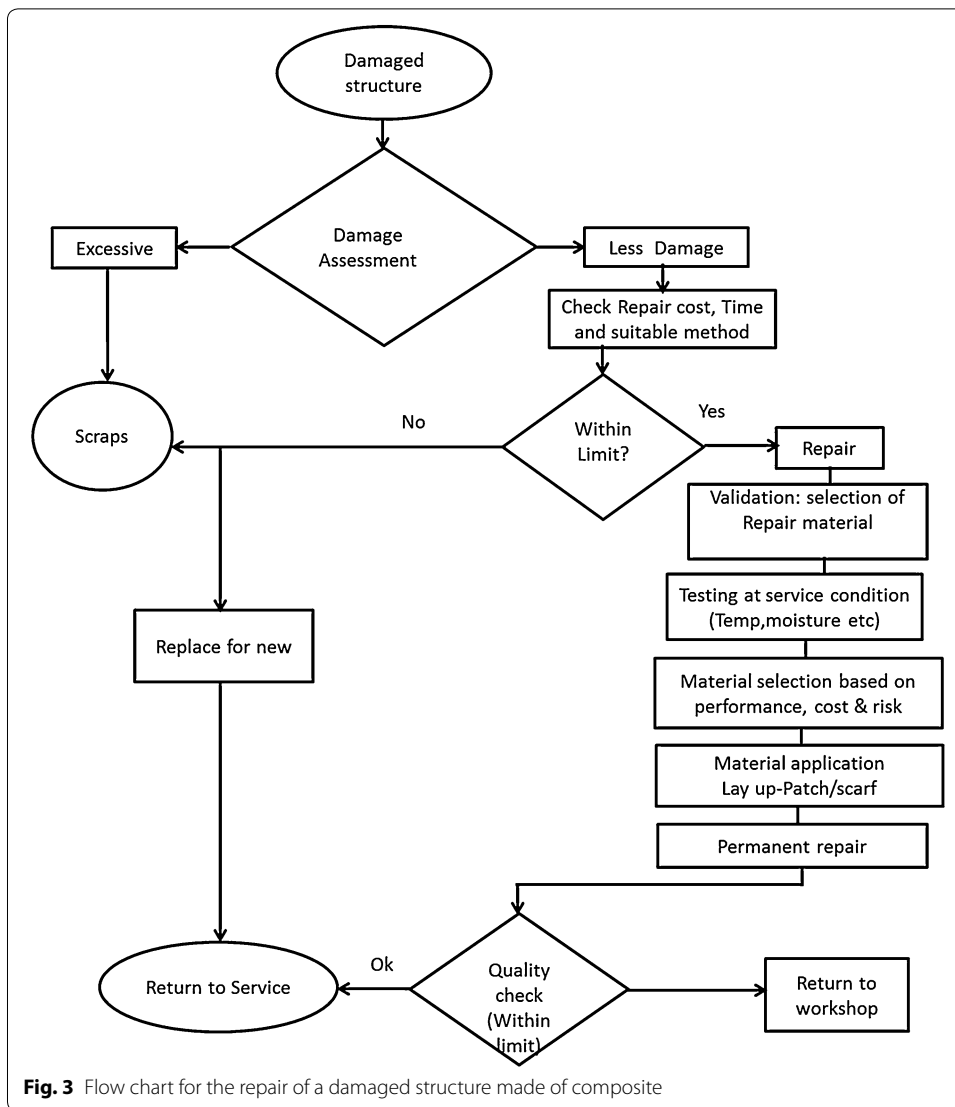 Damaged
structure
Damage
Assessment
Excessive
Less Damage
Check Repair cost, Time
and suitable method
Scraps
No
Within
Limit?
Yes
Repair
Validation: selection of
Repair material
Testing at service condition
(Temp,moisture etc)
Replace for new
Material selection based on
performance, cost & risk
Material application
Lay up-Patch/scarf
Permanent repair
Return to Service
Ok
Quality
check
(Within
limit)
Return to
workshop
Fig. 3 Flow chart for the repair of a damaged structure made of composite